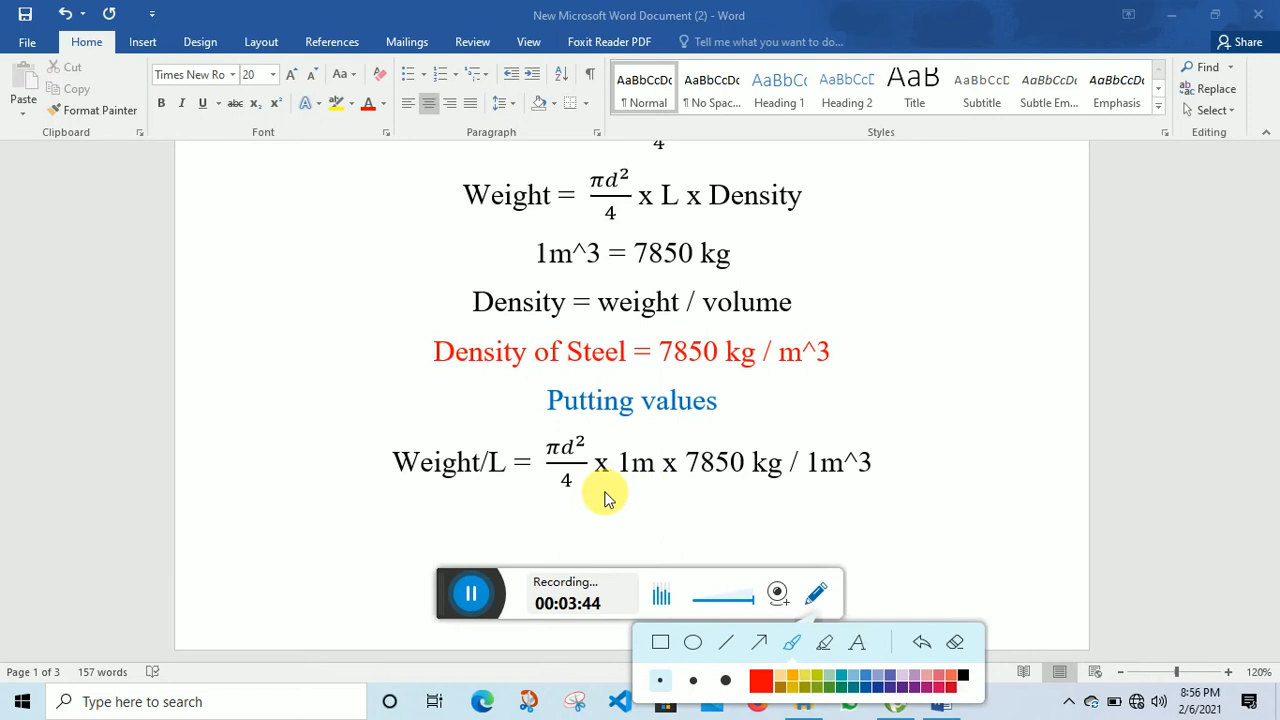 New Microsoft Word Document (2) - Word
File Home Insert Design Layout References Mailings Review View Foxit Reader PDF Tell me what you want to do... Share
Paste Cut Copy Format Painter
Times New Ro 20 Aa
AaBbCcDc ¶ Normal
AaBbCcDc ¶ No Spac...
AaBbCc Heading 1
AaBbCcD Heading 2
AaB Title
AaBbCcD Subtitle
AaBbCcDc Subtle Em...
AaBbCcDc Emphasis
Find
Replace
Select
Clipboard Font Paragraph Styles Editing
4
Weight = πd²/4 x L x Density
1m^3 = 7850 kg
Density = weight / volume
Density of Steel = 7850 kg / m^3
Putting values
Weight/L = πd²/4 x 1m x 7850 kg / 1m^3
Recording...
00:03:44
A
Page 1 of 3 157 words 120%
Type here to search
8:56 PM
2/6/2021